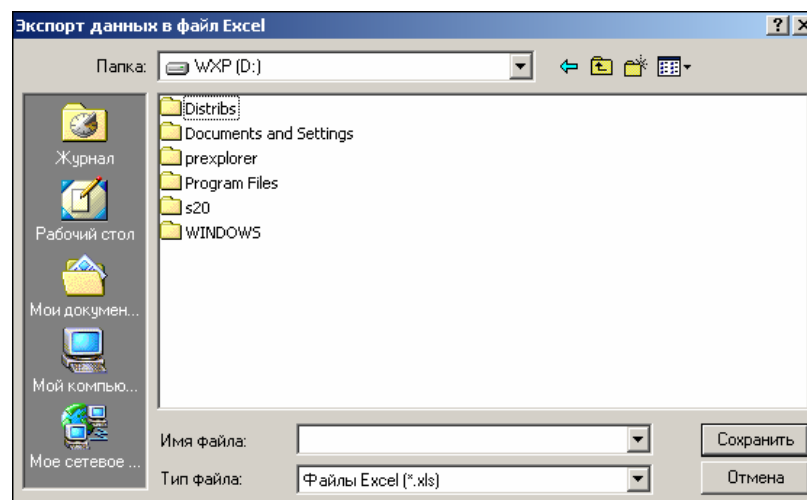 Экспорт данных в файл Excel
Папка: WXP (D:)
Distribs
Documents and Settings
prexplorer
Program Files
s20
WINDOWS
Журнал
Рабочий стол
Мои докумен...
Мой компью...
Мое сетевое ...
Имя файла:
Сохранить
Тип файла: Файлы Excel (*.xls)
Отмена